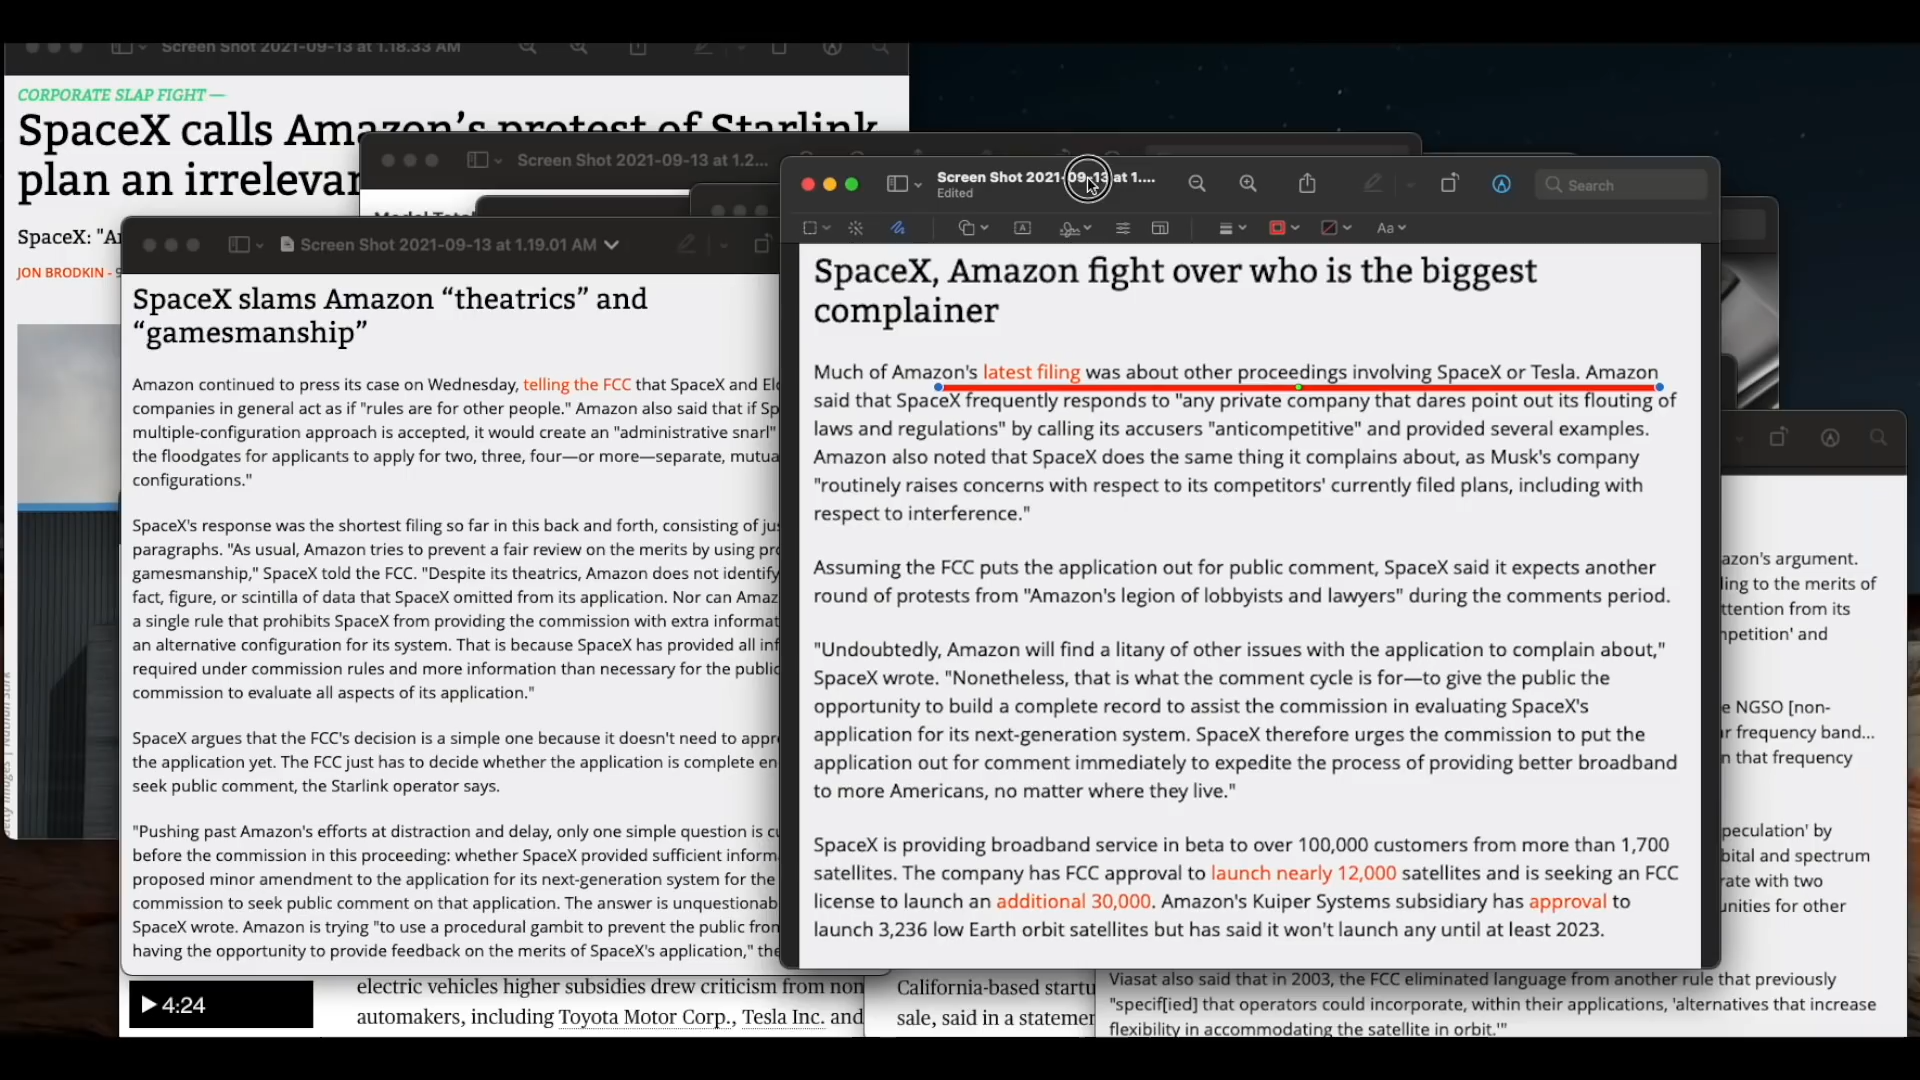 Screen Shot 2021-09-13 at 1.18.33 AM
CORPORATE SLAP FIGHT —
SpaceX calls Amazon's protest of Starlink
plan an irrelevan
SpaceX: "A
JON BRODKIN - 9
Screen Shot 2021-09-13 at 1.2...
Screen Shot 2021-09-13 at 1.19.01 AM
SpaceX slams Amazon “theatrics” and
“gamesmanship”
Amazon continued to press its case on Wednesday, telling the FCC that SpaceX and El
companies in general act as if "rules are for other people." Amazon also said that if Sp
multiple-configuration approach is accepted, it would create an "administrative snarl"
the floodgates for applicants to apply for two, three, four—or more—separate, mutua
configurations."
SpaceX's response was the shortest filing so far in this back and forth, consisting of ju
paragraphs. "As usual, Amazon tries to prevent a fair review on the merits by using pr
gamesmanship," SpaceX told the FCC. "Despite its theatrics, Amazon does not identify
fact, figure, or scintilla of data that SpaceX omitted from its application. Nor can Amaz
a single rule that prohibits SpaceX from providing the commission with extra informat
an alternative configuration for its system. That is because SpaceX has provided all inf
required under commission rules and more information than necessary for the public
commission to evaluate all aspects of its application."
SpaceX argues that the FCC's decision is a simple one because it doesn't need to appr
the application yet. The FCC just has to decide whether the application is complete en
seek public comment, the Starlink operator says.
"Pushing past Amazon's efforts at distraction and delay, only one simple question is cu
before the commission in this proceeding: whether SpaceX provided sufficient inform
proposed minor amendment to the application for its next-generation system for the
commission to seek public comment on that application. The answer is unquestionab
SpaceX wrote. Amazon is trying "to use a procedural gambit to prevent the public from
having the opportunity to provide feedback on the merits of SpaceX's application," the
Screen Shot 2021-09-13 at 1....
Edited
Search
Aa
SpaceX, Amazon fight over who is the biggest
complainer
Much of Amazon's latest filing was about other proceedings involving SpaceX or Tesla. Amazon
said that SpaceX frequently responds to "any private company that dares point out its flouting of
laws and regulations" by calling its accusers "anticompetitive" and provided several examples.
Amazon also noted that SpaceX does the same thing it complains about, as Musk's company
"routinely raises concerns with respect to its competitors' currently filed plans, including with
respect to interference."
Assuming the FCC puts the application out for public comment, SpaceX said it expects another
round of protests from "Amazon's legion of lobbyists and lawyers" during the comments period.
"Undoubtedly, Amazon will find a litany of other issues with the application to complain about,"
SpaceX wrote. "Nonetheless, that is what the comment cycle is for—to give the public the
opportunity to build a complete record to assist the commission in evaluating SpaceX's
application for its next-generation system. SpaceX therefore urges the commission to put the
application out for comment immediately to expedite the process of providing better broadband
to more Americans, no matter where they live."
SpaceX is providing broadband service in beta to over 100,000 customers from more than 1,700
satellites. The company has FCC approval to launch nearly 12,000 satellites and is seeking an FCC
license to launch an additional 30,000. Amazon's Kuiper Systems subsidiary has approval to
launch 3,236 low Earth orbit satellites but has said it won't launch any until at least 2023.
azon's argument.
ling to the merits of
ttention from its
npetition' and
e NGSO [non-
ar frequency band...
n that frequency
peculation' by
bital and spectrum
rate with two
unities for other
4:24
electric vehicles higher subsidies drew criticism from non
automakers, including Toyota Motor Corp., Tesla Inc. and
California-based startu
sale, said in a statemen
Viasat also said that in 2003, the FCC eliminated language from another rule that previously
"specif[ied] that operators could incorporate, within their applications, 'alternatives that increase
flexibility in accommodating the satellite in orbit.'"